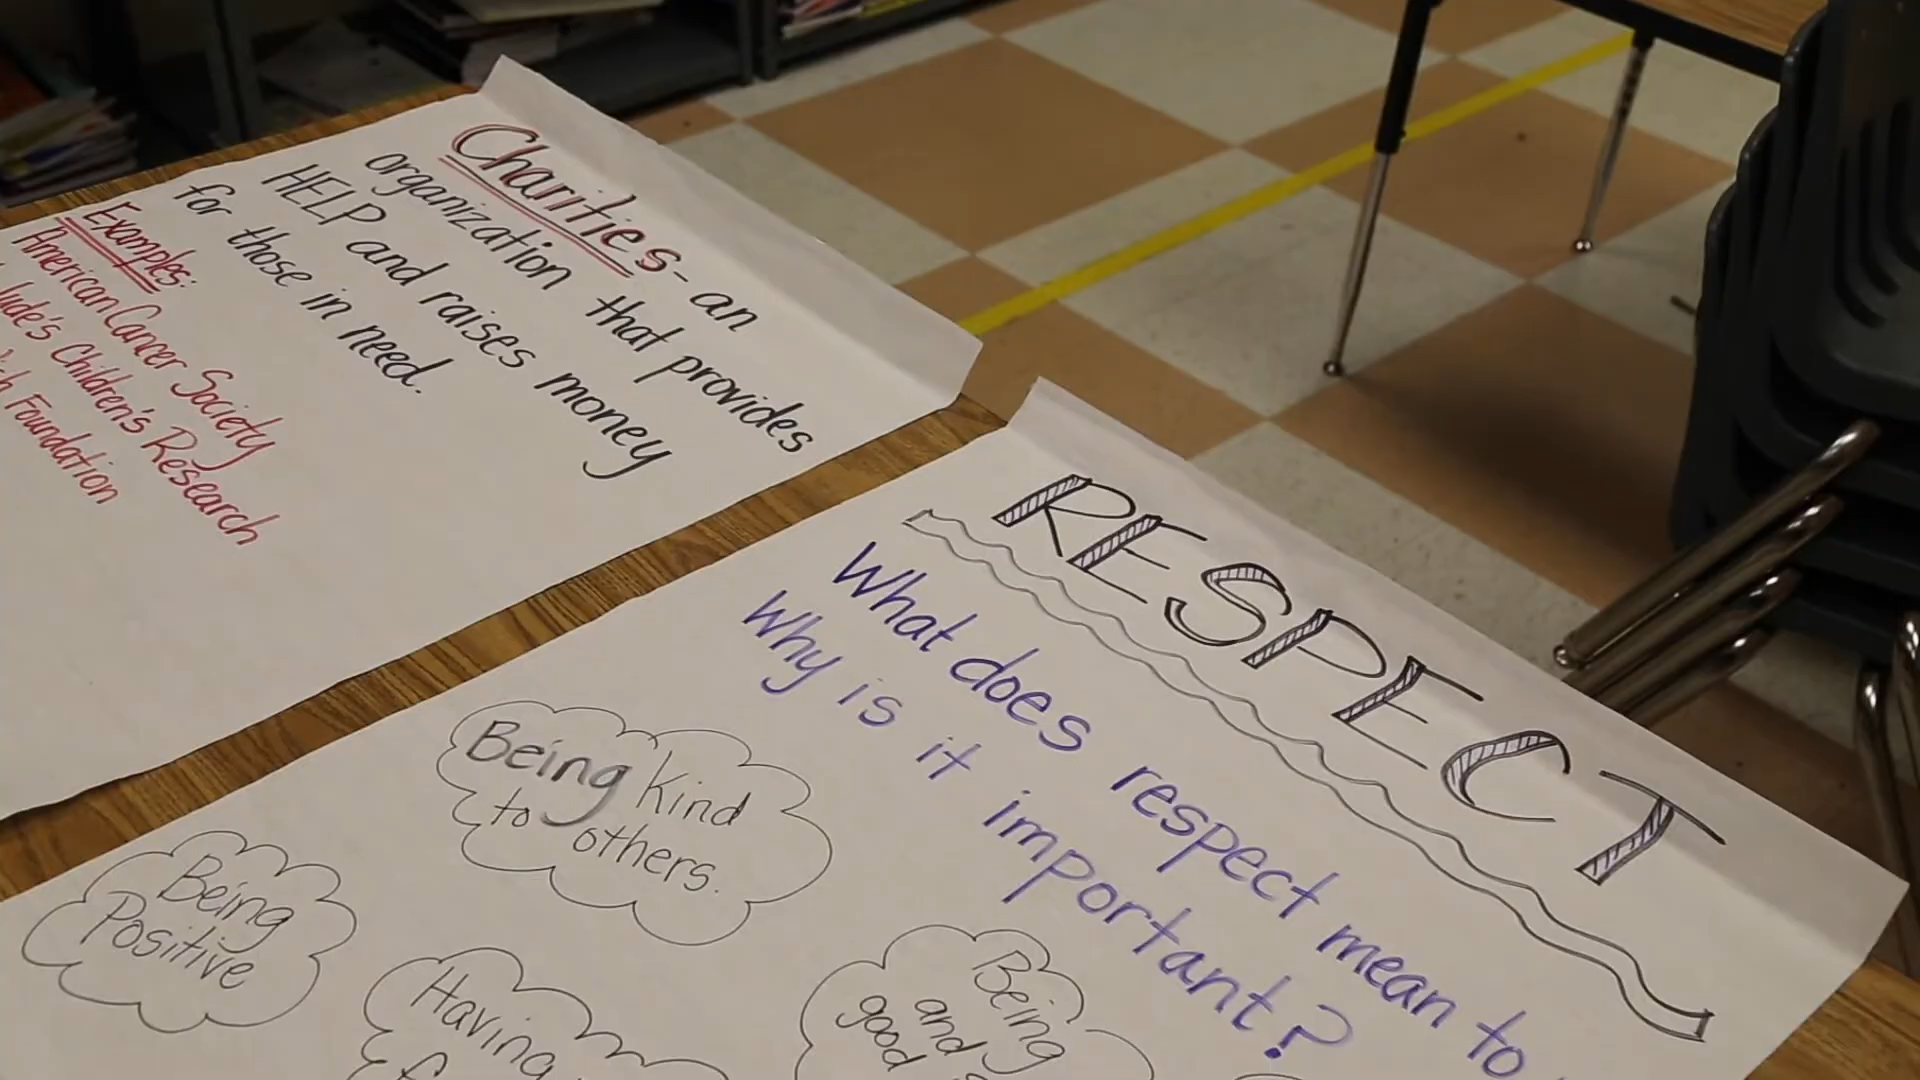 Charities - an
organization that provides
HELP and raises money
for those in need.
Examples:
American Cancer Society
Jude's Children's Research
Foundation
RESPECT
What does respect mean to
Why is it important?
Being kind
to others.
Being
Positive
Having
Being
and
good